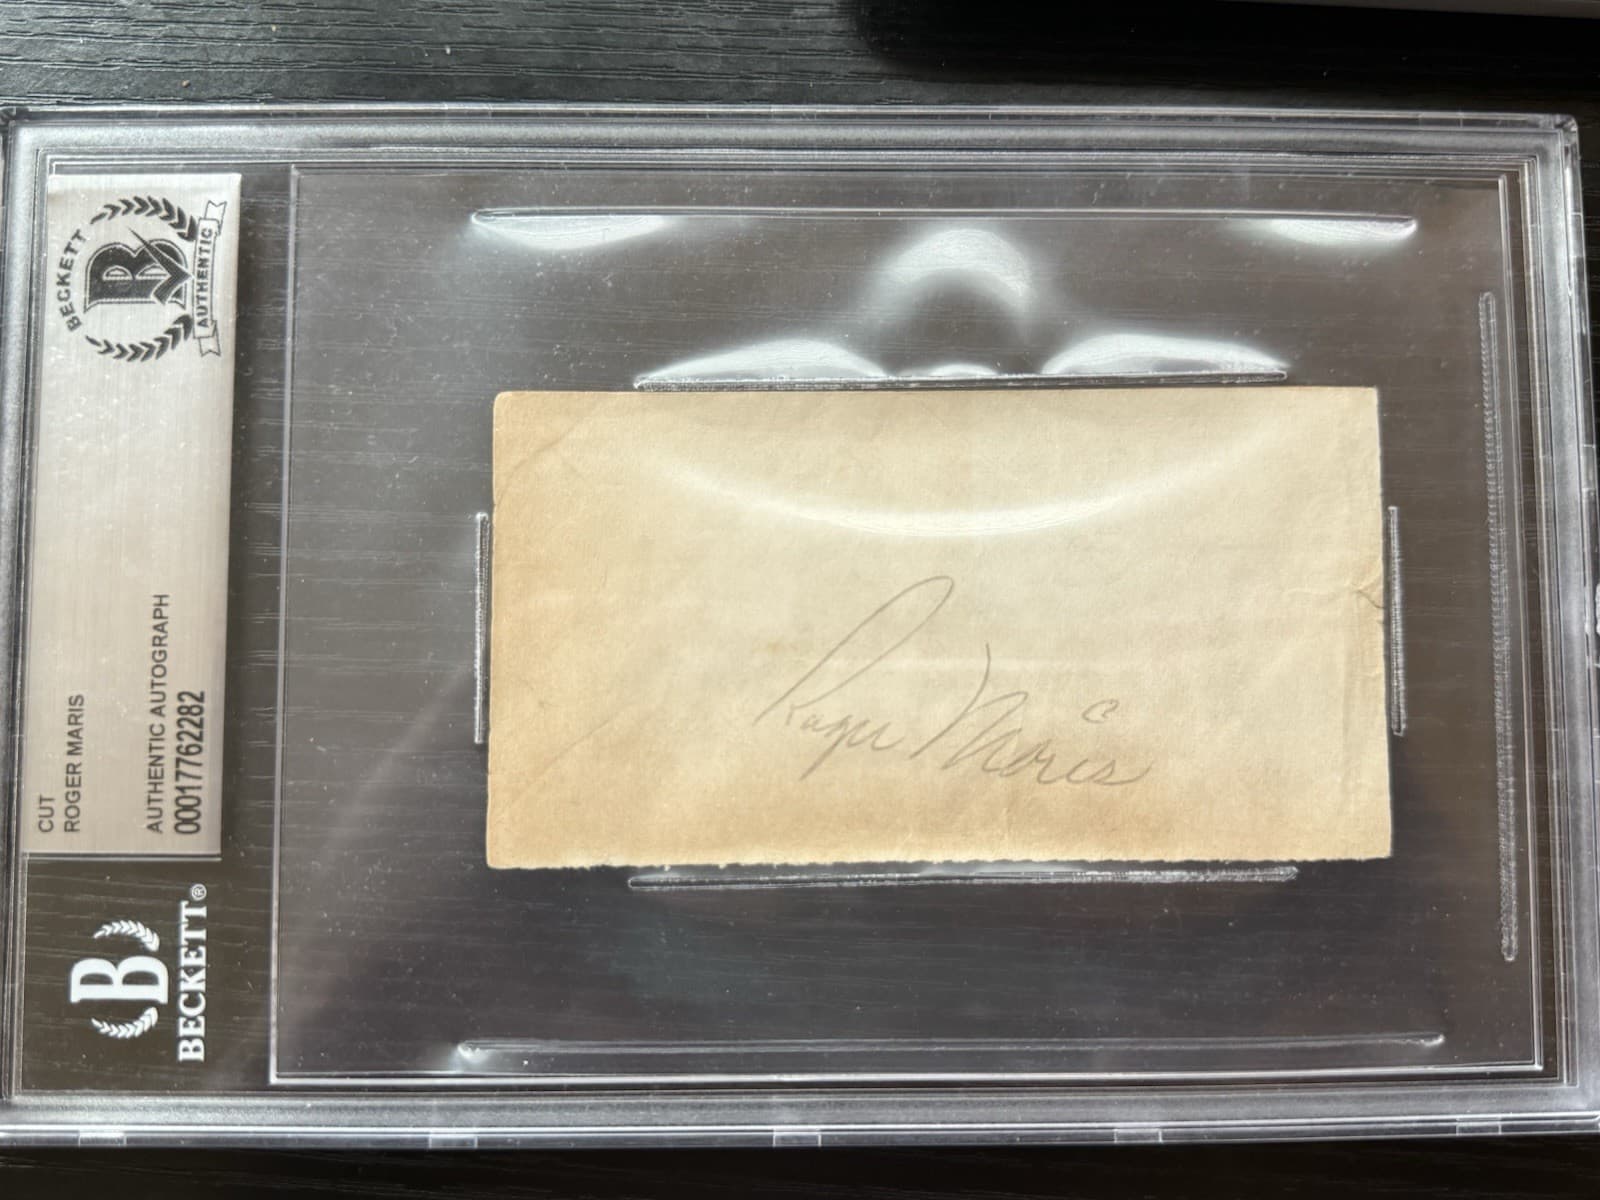 BECKETT
B
AUTHENTIC
CUT
ROGER MARIS
AUTHENTIC AUTOGRAPH
00017762282
B
BECKETT®
Roger Maris